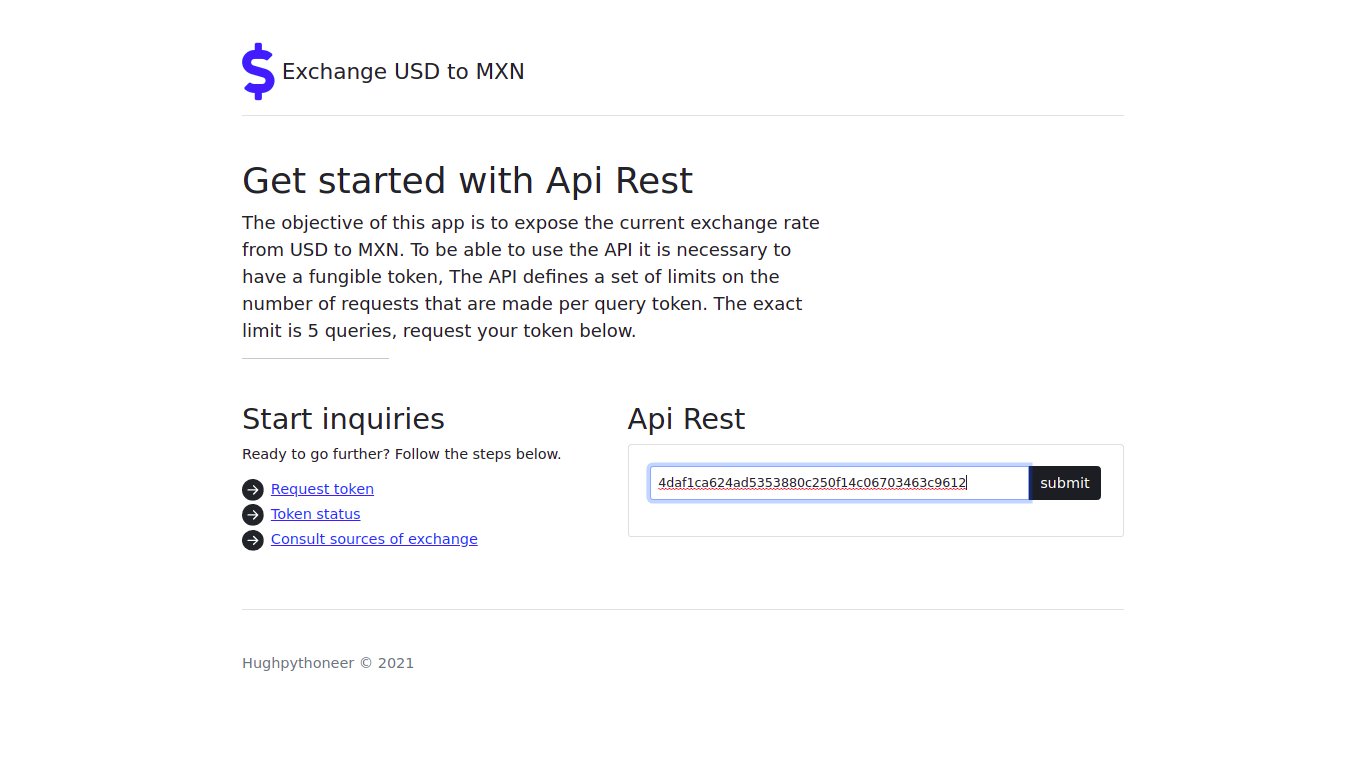 Exchange USD to MXN
Get started with Api Rest
The objective of this app is to expose the current exchange rate
from USD to MXN. To be able to use the API it is necessary to
have a fungible token, The API defines a set of limits on the
number of requests that are made per query token. The exact
limit is 5 queries, request your token below.
Start inquiries
Ready to go further? Follow the steps below.
Request token
Token status
Consult sources of exchange
Api Rest
4daf1ca624ad5353880c250f14c06703463c9612
submit
Hughpythoneer © 2021